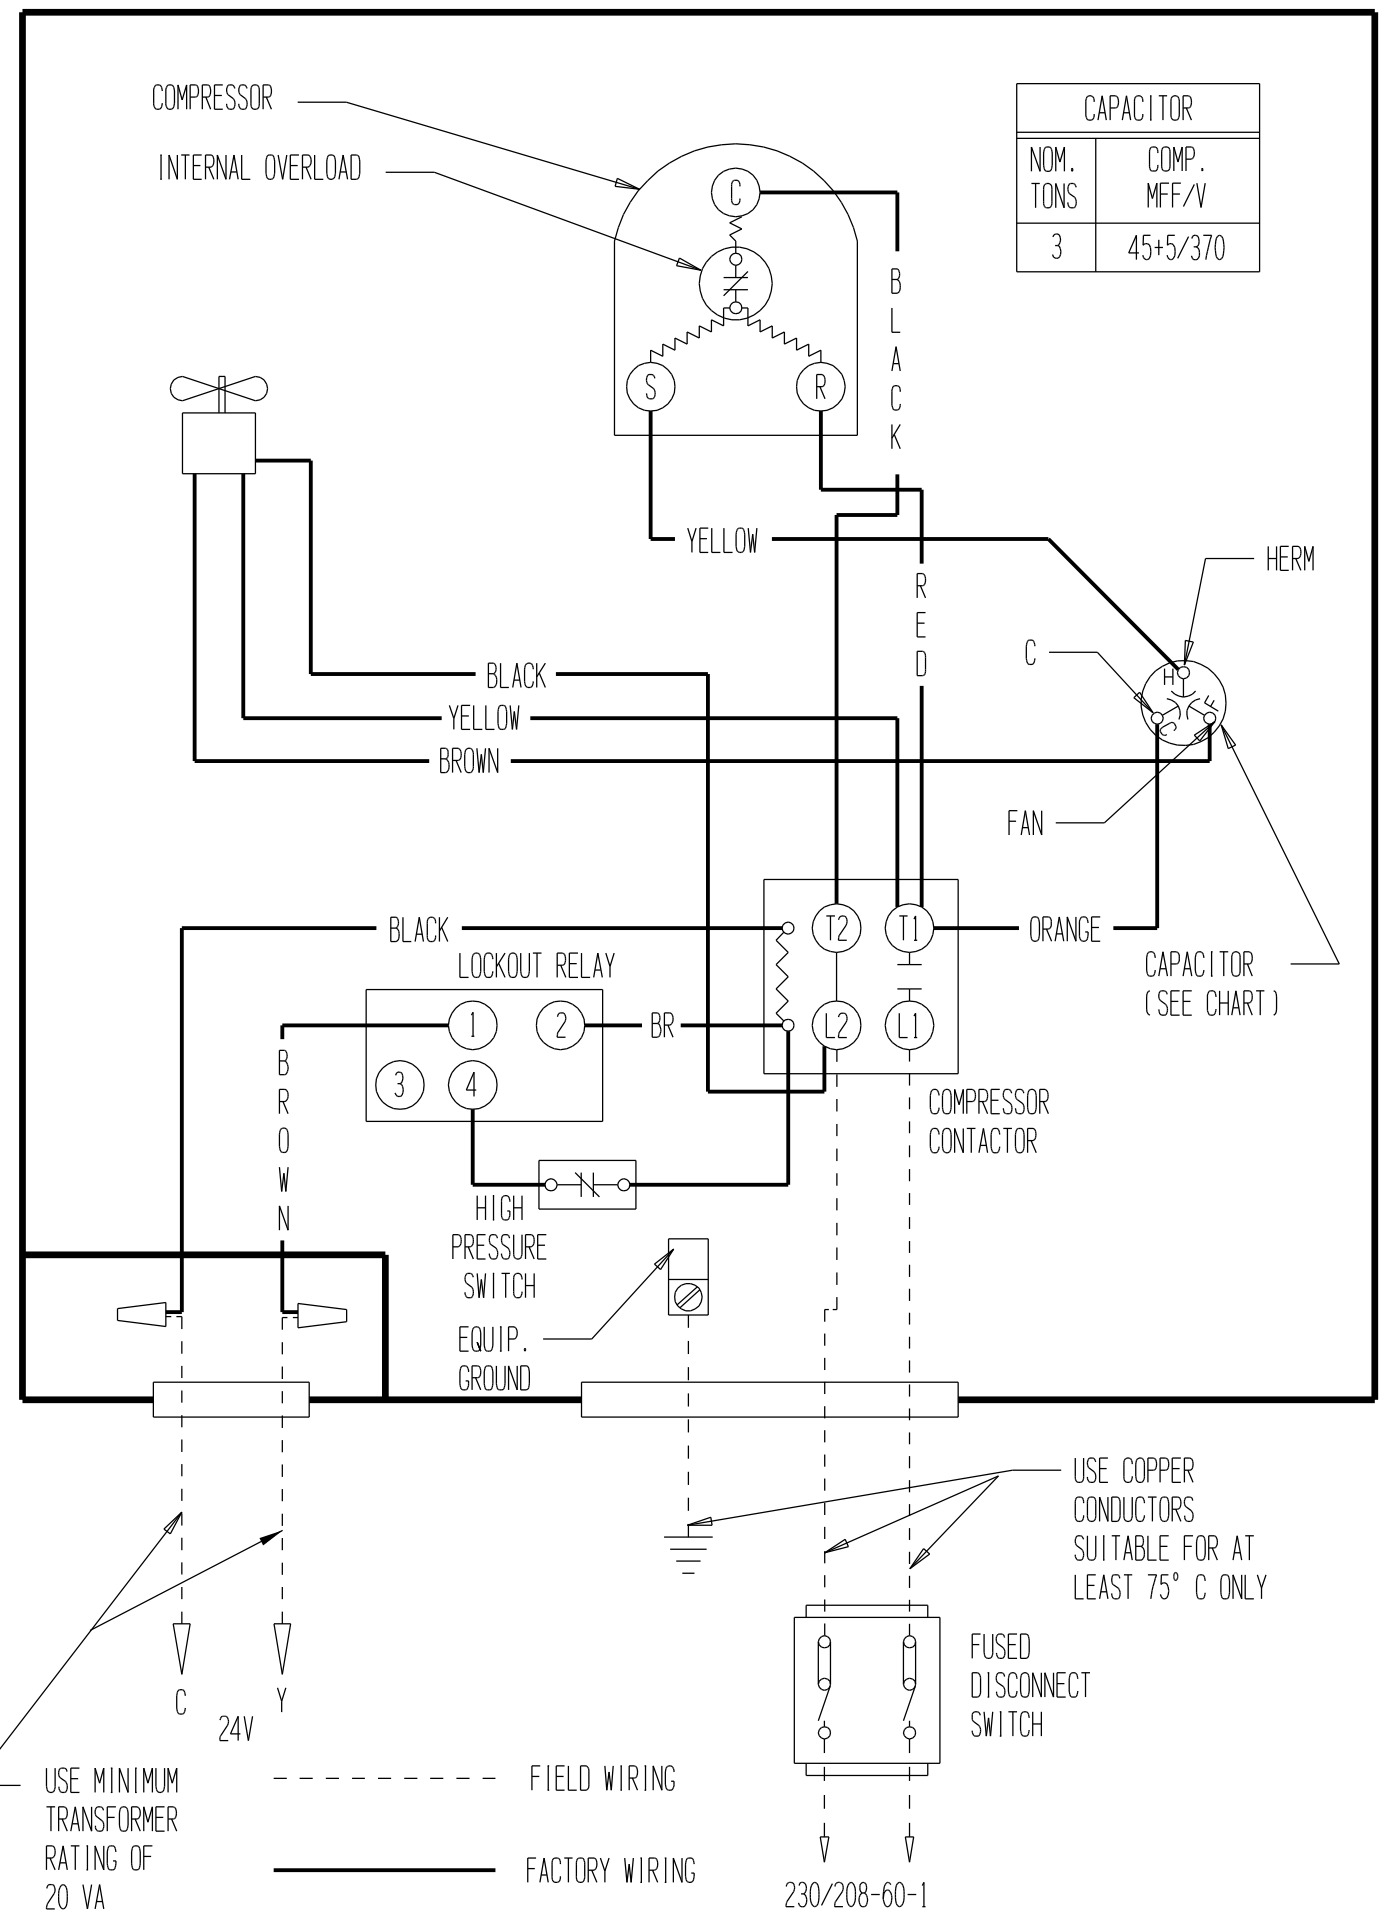 COMPRESSOR
INTERNAL OVERLOAD
CAPACITOR
NOM.
TONS
COMP.
MFF/V
3
45+5/370
C
S
R
BLACK
YELLOW
RED
HERM
C
H
F
C
FAN
BLACK
YELLOW
BROWN
BLACK
T2
T1
ORANGE
CAPACITOR
(SEE CHART)
LOCKOUT RELAY
1
2
BR
L2
L1
3
4
BROWN
COMPRESSOR
CONTACTOR
HIGH
PRESSURE
SWITCH
EQUIP.
GROUND
USE COPPER
CONDUCTORS
SUITABLE FOR AT
LEAST 75° C ONLY
FUSED
DISCONNECT
SWITCH
C
Y
24V
USE MINIMUM
TRANSFORMER
RATING OF
20 VA
FIELD WIRING
FACTORY WIRING
230/208-60-1